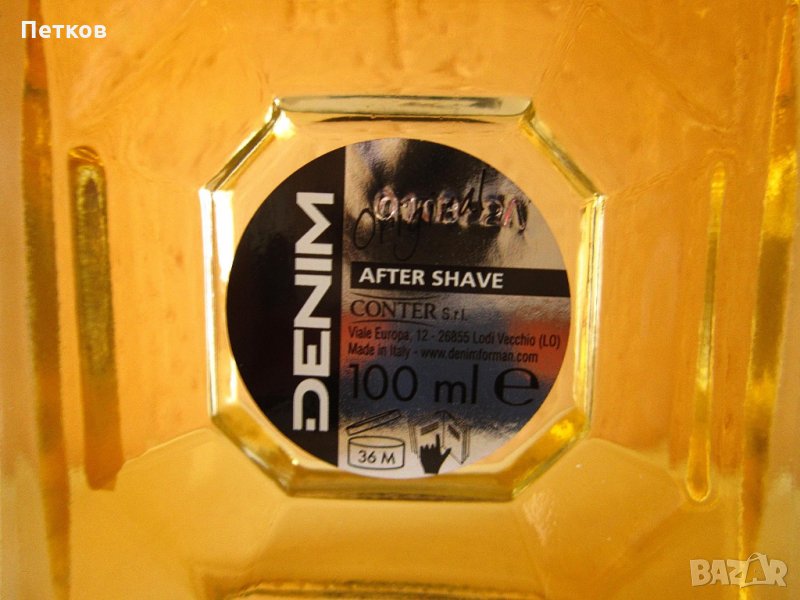 Петков
DENIM
Original
AFTER SHAVE
CONTER S.r.l.
Viale Europa, 12 - 26855 Lodi Vecchio (LO)
Made in Italy - www.denimforman.com
100 ml e
36 M
BAZAR